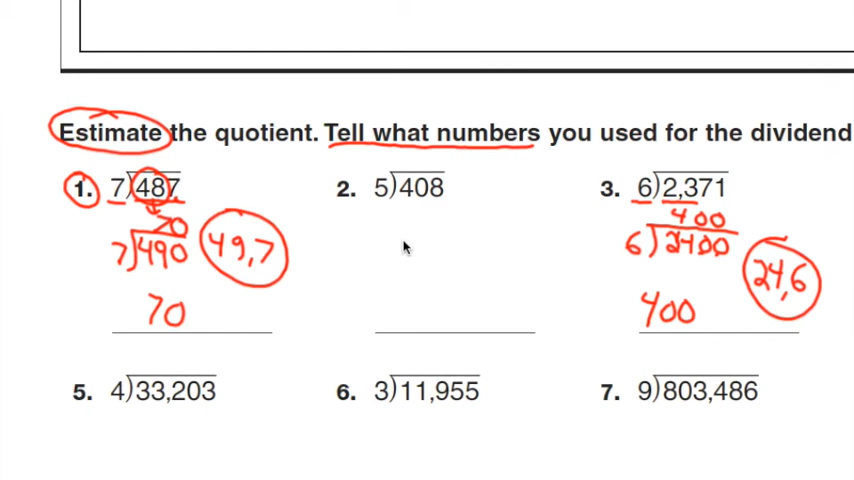 Estimate the quotient. Tell what numbers you used for the dividend
1. 7)487 2. 5)408 3. 6)2,371
70 400
7)490 49,7 6)2400 24,6
70 400
5. 4)33,203 6. 3)11,955 7. 9)803,486